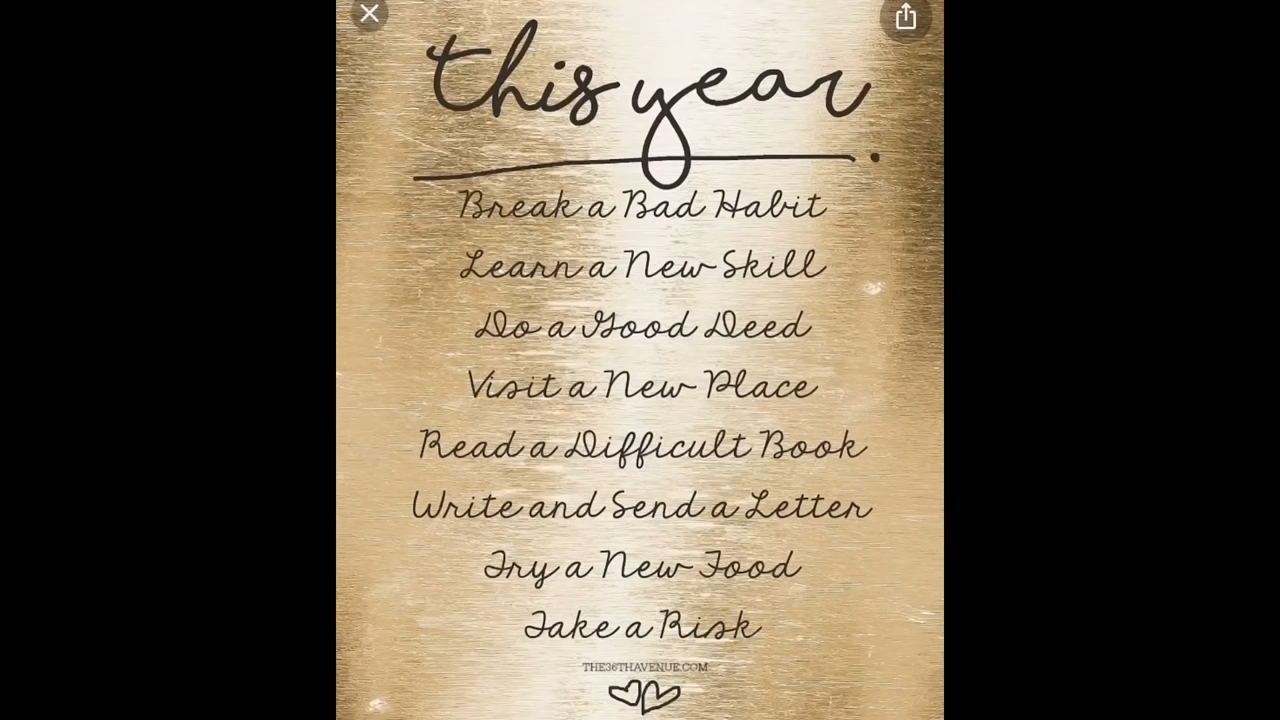 this year.
Break a Bad Habit
Learn a New Skill
Do a Good Deed
Visit a New Place
Read a Difficult Book
Write and Send a Letter
Try a New Food
Take a Risk
THE36THAVENUE.COM